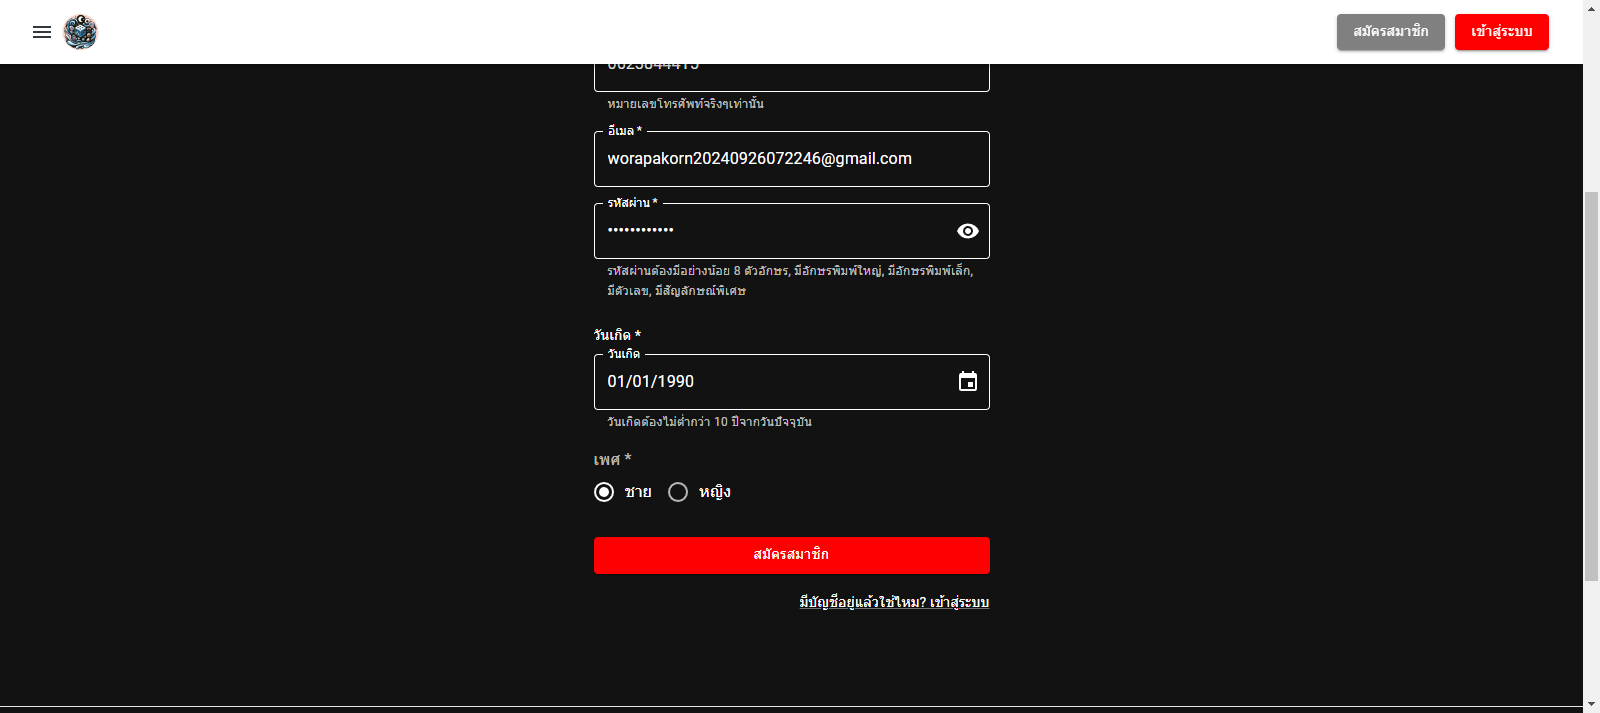 สมัครสมาชิก
เข้าสู่ระบบ
หมายเลขโทรศัพท์จริงๆเท่านั้น
อีเมล *
worapakorn20240926072246@gmail.com
รหัสผ่าน *
••••••••••••
รหัสผ่านต้องมีอย่างน้อย 8 ตัวอักษร, มีอักษรพิมพ์ใหญ่, มีอักษรพิมพ์เล็ก,
มีตัวเลข, มีสัญลักษณ์พิเศษ
วันเกิด *
วันเกิด
01/01/1990
วันเกิดต้องไม่ต่ำกว่า 10 ปีจากวันปัจจุบัน
เพศ *
ชาย
หญิง
สมัครสมาชิก
มีบัญชีอยู่แล้วใช่ไหม? เข้าสู่ระบบ